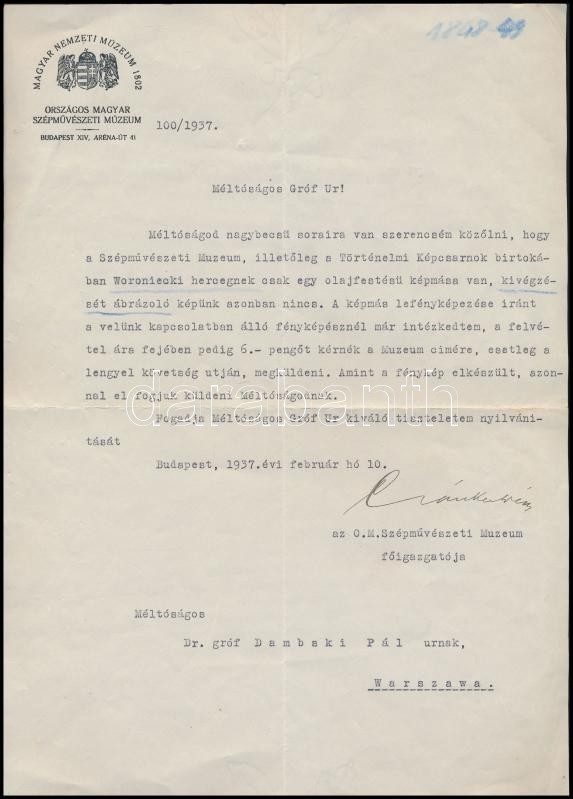 1848-49
MAGYAR NEMZETI MÚZEUM 1802
ORSZÁGOS MAGYAR
SZÉPMŰVÉSZETI MÚZEUM
BUDAPEST XIV, ARÉNA-ÚT 41
100/1937.
Méltóságos Gróf Ur!
Méltóságod nagybecsü soraira van szerencsém közölni, hogy
a Szépművészeti Muzeum, illetőleg a Történelmi Képcsarnok birtoká-
ban Woroniecki hercegnek csak egy olajfestésü képmása van, kivégzé-
sét ábrázoló képünk azonban nincs. A képmás lefényképezése iránt
a velünk kapcsolatban álló fényképésznél már intézkedtem, a felvé-
tel ára fejében pedig 6.- pengőt kérnék a Muzeum cimére, esetleg a
lengyel követség utján, megküldeni. Amint a fénykép elkészült, azon-
nal el fogjuk küldeni Méltóságodnak.
darabanth
Fogadja Méltóságos Gróf Ur kiváló tiszteletem nyilváni-
tását
Budapest, 1937.évi február hó 10.
az O.M.Szépművészeti Muzeum
főigazgatója
Méltóságos
Dr. gróf Dambski Pál urnak,
Warszawa.